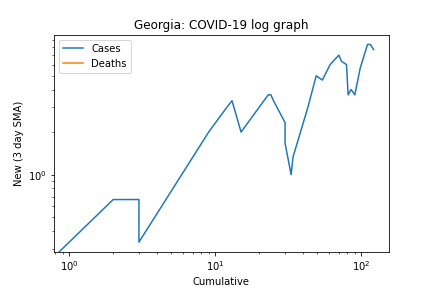 Georgia: COVID-19 log graph
Cases
Deaths
New (3 day SMA)
10⁰
10⁰
10¹
10²
Cumulative